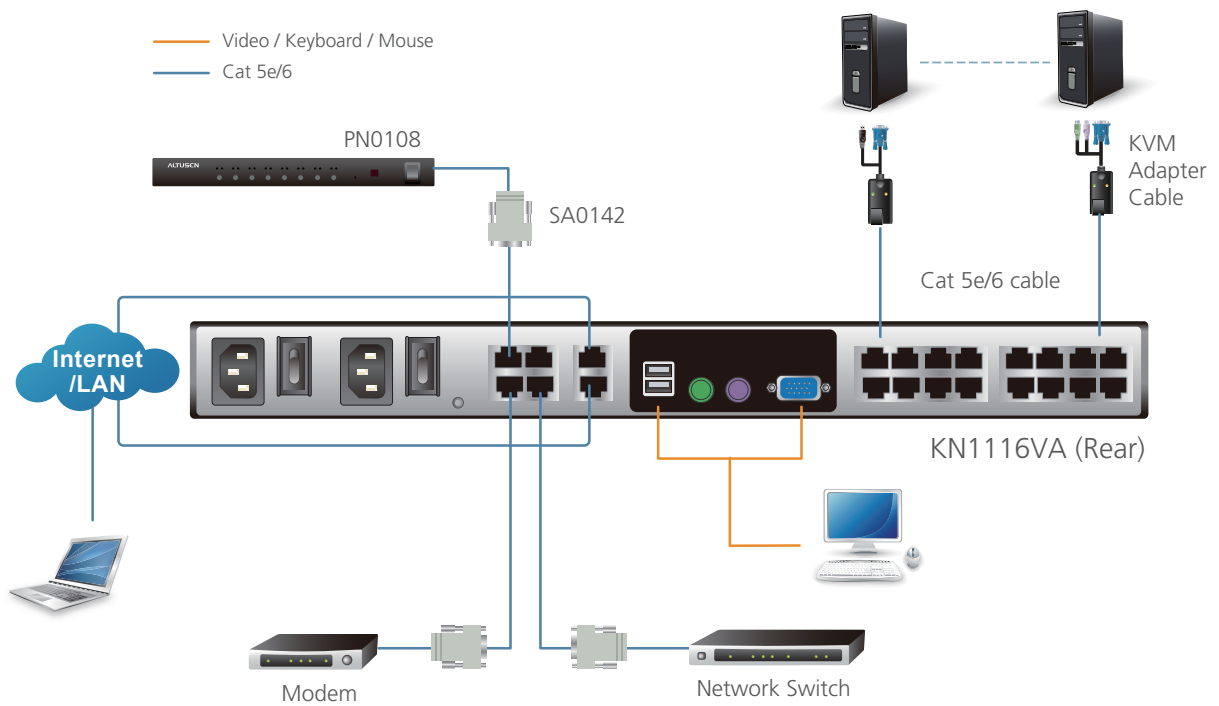 Video / Keyboard / Mouse
Cat 5e/6
PN0108
ALTUSEN
SA0142
KVM
Adapter
Cable
Cat 5e/6 cable
Internet
/LAN
KN1116VA (Rear)
Modem
Network Switch